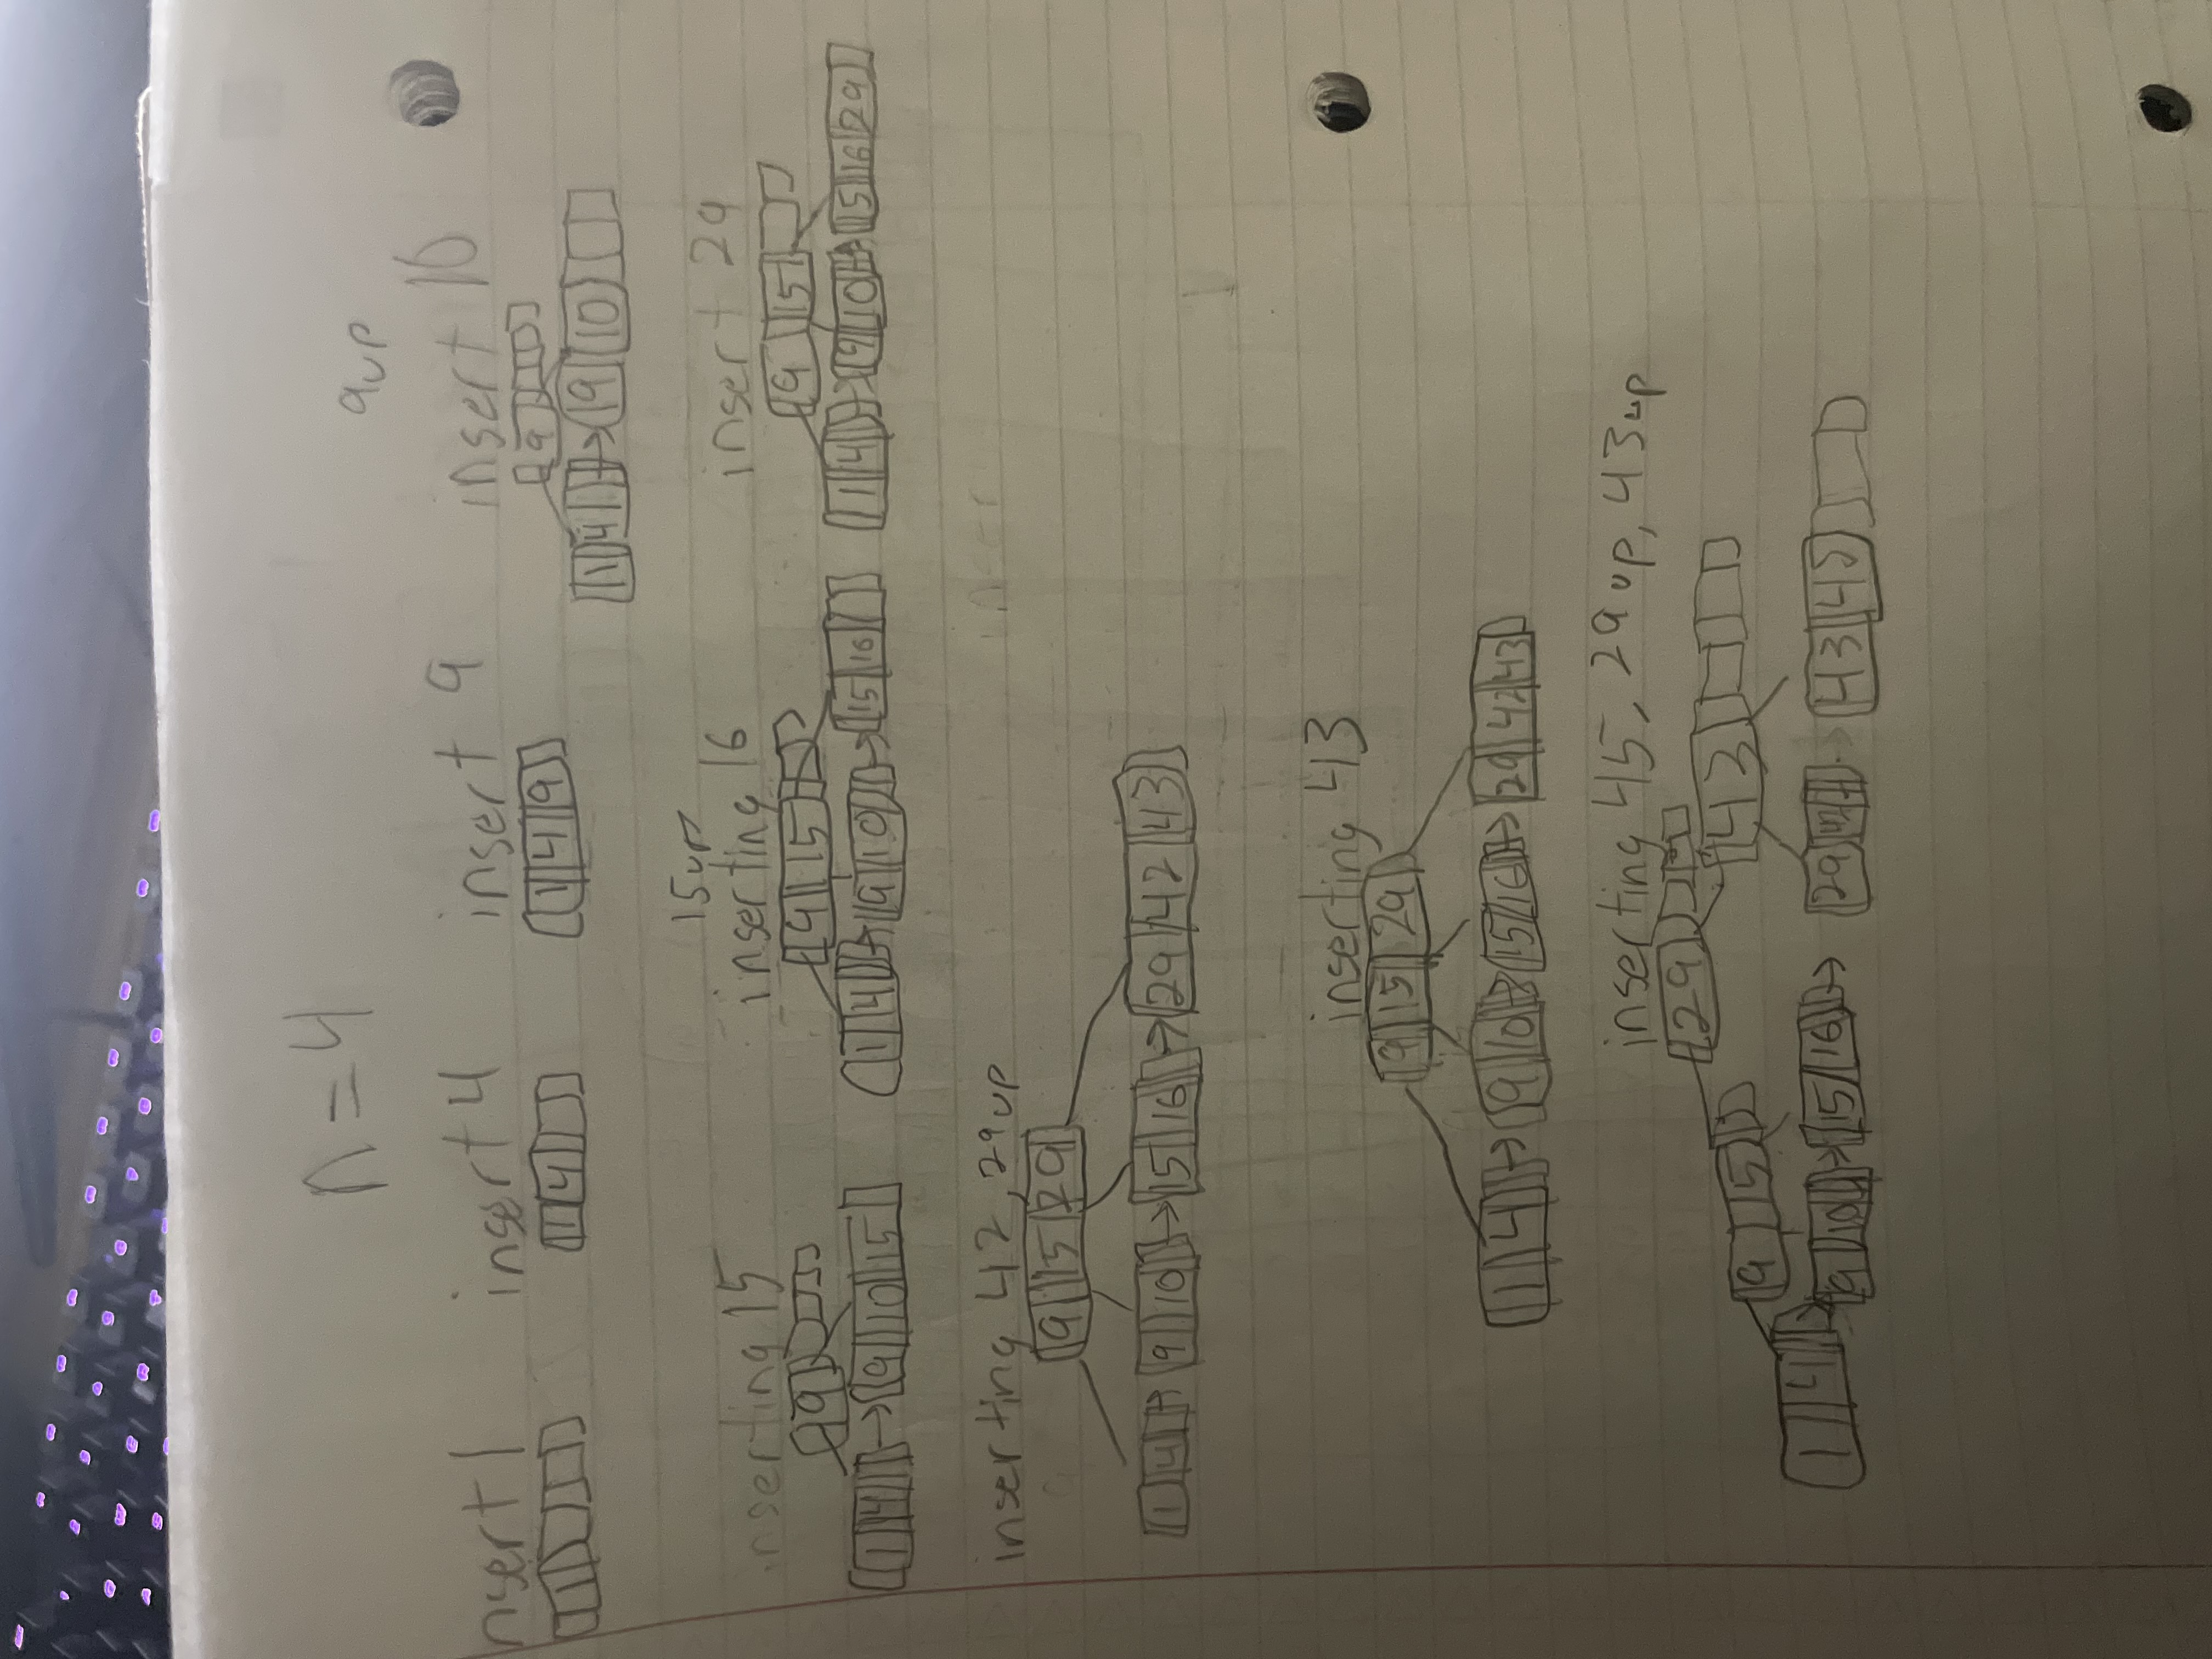 n = 4
9up
nsert 1 insert 4 insert 9 insert 10
9
1 4 1 4 9 1 4 9 10
15up
inserting 15 inserting 16 insert 29
9 9 15 9 15
1 4 9 10 15 1 4 9 10 15 16 1 4 9 10 15 16 29
inserting 42, 29up
inser
9 15 29
1 4 9 10 15 16 29 42 43
inserting 43
9 15 29
1 4 9 10 15 16 29 42 43
inserting 45, 29up, 43up
29
9 15 43
1 4 9 10 15 16 29 42 43 45